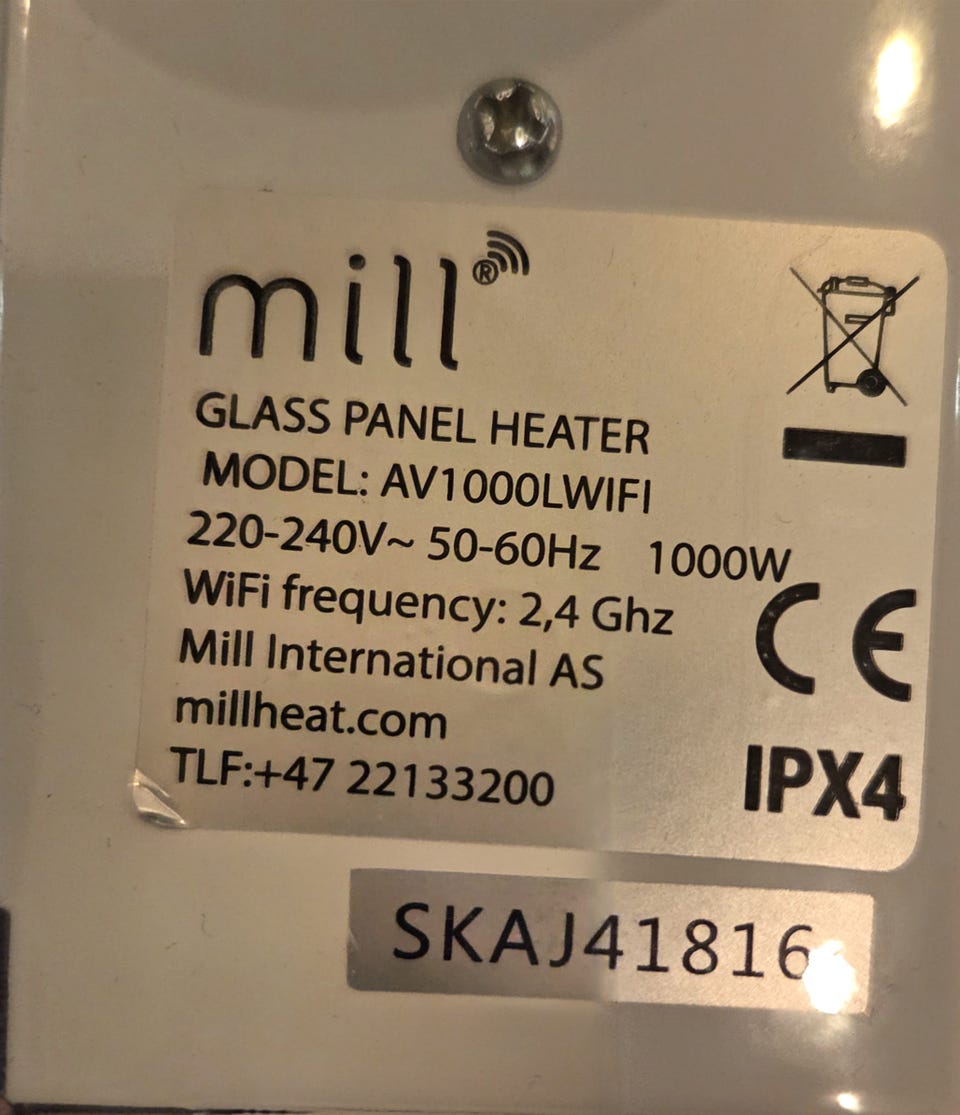 mill®
GLASS PANEL HEATER
MODEL: AV1000LWIFI
220-240V~ 50-60Hz 1000W
WiFi frequency: 2,4 Ghz
Mill International AS
millheat.com
TLF:+47 22133200
CE
IPX4
SKAJ41816